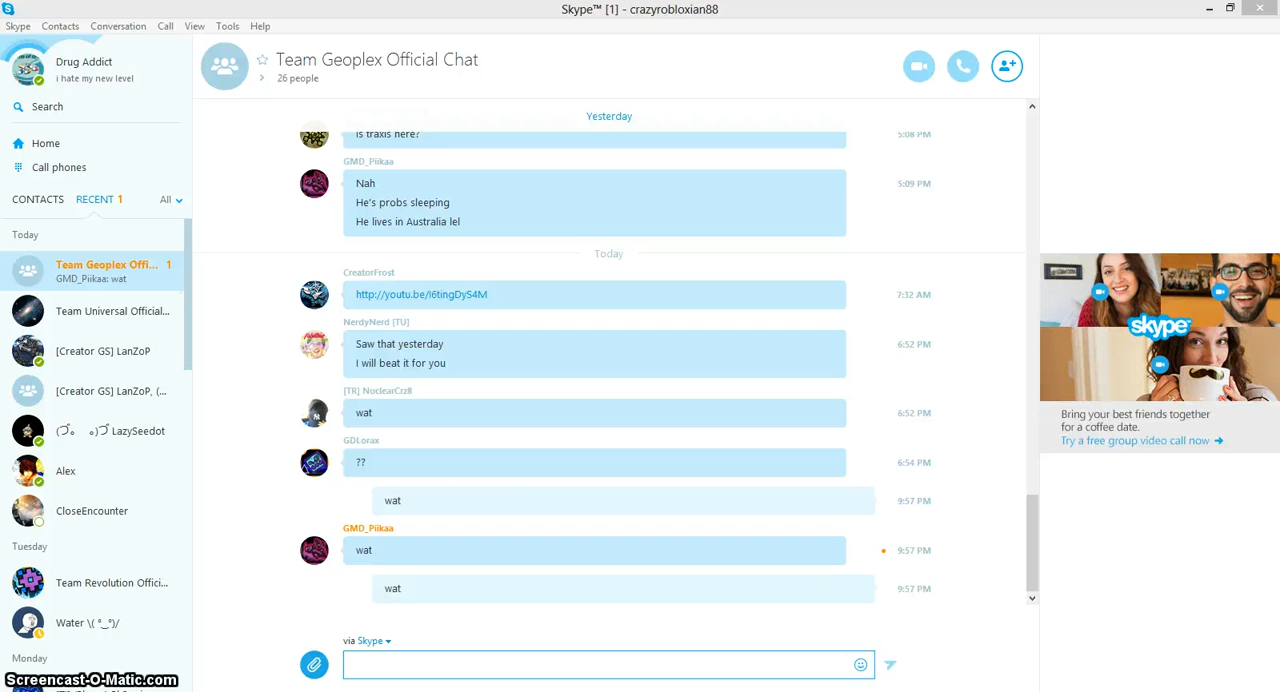 Skype™ [1] - crazyrobloxian88
Skype Contacts Conversation Call View Tools Help
Drug Addict
i hate my new level
Search
Home
Call phones
CONTACTS RECENT 1 All
Today
Team Geoplex Offi... 1
GMD_Piikaa: wat
Team Universal Official...
[Creator GS] LanZoP
[Creator GS] LanZoP, (...
(づ｡ ｡)づ LazySeedot
Alex
CloseEncounter
Tuesday
Team Revolution Offici...
Water \( °_°)/
Monday
Screencast-O-Matic.com
Team Geoplex Official Chat
26 people
Yesterday
is traxis here? 5:08 PM
GMD_Piikaa
Nah 5:09 PM
He's probs sleeping
He lives in Australia lel
Today
CreatorFrost
http://youtu.be/I6tingDyS4M 7:32 AM
NerdyNerd [TU]
Saw that yesterday 6:52 PM
I will beat it for you
[TR] NuclearCrz8
wat 6:52 PM
GDLorax
?? 6:54 PM
wat 9:57 PM
GMD_Piikaa
wat 9:57 PM
wat 9:57 PM
via Skype
skype™
Bring your best friends together
for a coffee date.
Try a free group video call now